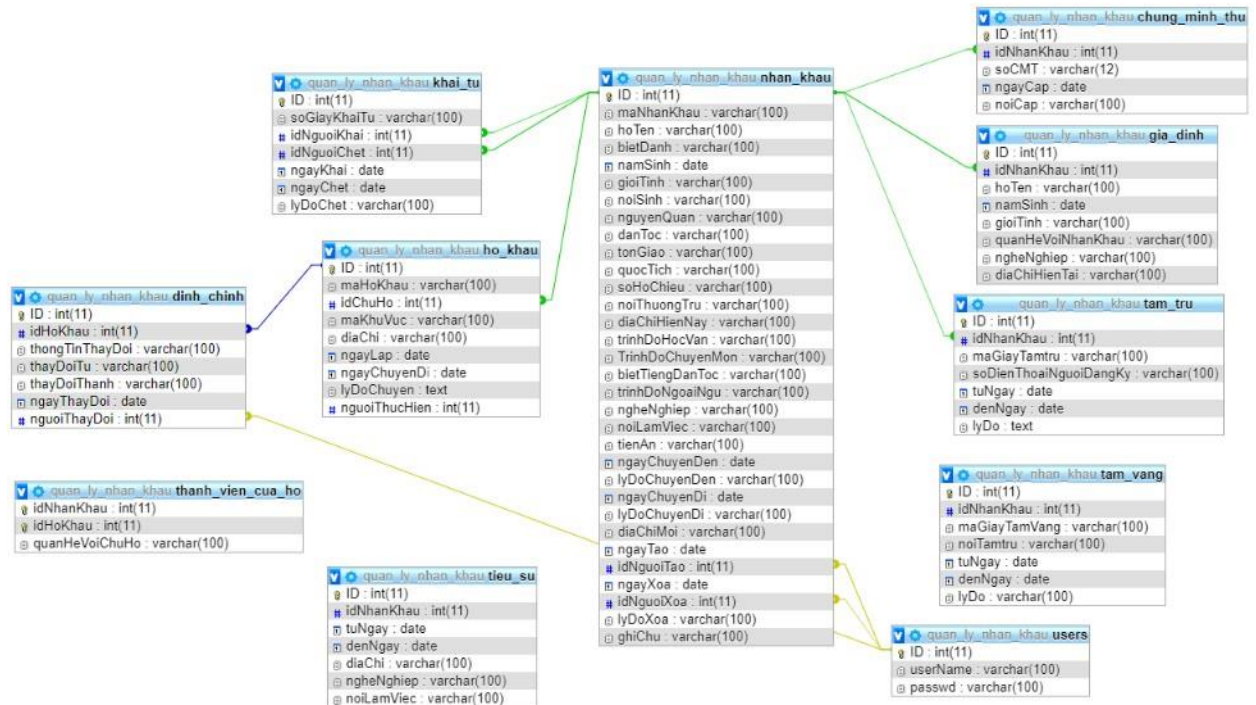 quan_ly_nhan_khau khai_tu
ID : int(11)
soGiayKhaiTu : varchar(100)
idNguoiKhai : int(11)
idNguoiChet : int(11)
ngayKhai : date
ngayChet : date
lyDoChet : varchar(100)
quan_ly_nhan_khau ho_khau
ID : int(11)
maHoKhau : varchar(100)
idChuHo : int(11)
maKhuVuc : varchar(100)
diaChi : varchar(100)
ngayLap : date
ngayChuyenDi : date
lyDoChuyen : text
nguoiThucHien : int(11)
quan_ly_nhan_khau dinh_chinh
ID : int(11)
idHoKhau : int(11)
thongTinThayDoi : varchar(100)
thayDoiTu : varchar(100)
thayDoiThanh : varchar(100)
ngayThayDoi : date
nguoiThayDoi : int(11)
quan_ly_nhan_khau thanh_vien_cua_ho
idNhanKhau : int(11)
idHoKhau : int(11)
quanHeVoiChuHo : varchar(100)
quan_ly_nhan_khau tieu_su
ID : int(11)
idNhanKhau : int(11)
tuNgay : date
denNgay : date
diaChi : varchar(100)
ngheNghiep : varchar(100)
noiLamViec : varchar(100)
quan_ly_nhan_khau nhan_khau
ID : int(11)
maNhanKhau : varchar(100)
hoTen : varchar(100)
bietDanh : varchar(100)
namSinh : date
gioiTinh : varchar(100)
noiSinh : varchar(100)
nguyenQuan : varchar(100)
danToc : varchar(100)
tonGiao : varchar(100)
quocTich : varchar(100)
soHoChieu : varchar(100)
noiThuongTru : varchar(100)
diaChiHienNay : varchar(100)
trinhDoHocVan : varchar(100)
TrinhDoChuyenMon : varchar(100)
bietTiengDanToc : varchar(100)
trinhDoNgoaiNgu : varchar(100)
ngheNghiep : varchar(100)
noiLamViec : varchar(100)
tienAn : varchar(100)
ngayChuyenDen : date
lyDoChuyenDen : varchar(100)
ngayChuyenDi : date
lyDoChuyenDi : varchar(100)
diaChiMoi : varchar(100)
ngayTao : date
idNguoiTao : int(11)
ngayXoa : date
idNguoiXoa : int(11)
lyDoXoa : varchar(100)
ghiChu : varchar(100)
quan_ly_nhan_khau chung_minh_thu
ID : int(11)
idNhanKhau : int(11)
soCMT : varchar(12)
ngayCap : date
noiCap : varchar(100)
quan_ly_nhan_khau gia_dinh
ID : int(11)
idNhanKhau : int(11)
hoTen : varchar(100)
namSinh : date
gioiTinh : varchar(100)
quanHeVoiNhanKhau : varchar(100)
ngheNghiep : varchar(100)
diaChiHienTai : varchar(100)
quan_ly_nhan_khau tam_tru
ID : int(11)
idNhanKhau : int(11)
maGiayTamtru : varchar(100)
soDienThoaiNguoiDangKy : varchar(100)
tuNgay : date
denNgay : date
lyDo : text
quan_ly_nhan_khau tam_vang
ID : int(11)
idNhanKhau : int(11)
maGiayTamVang : varchar(100)
noiTamtru : varchar(100)
tuNgay : date
denNgay : date
lyDo : varchar(100)
quan_ly_nhan_khau users
ID : int(11)
userName : varchar(100)
passwd : varchar(100)